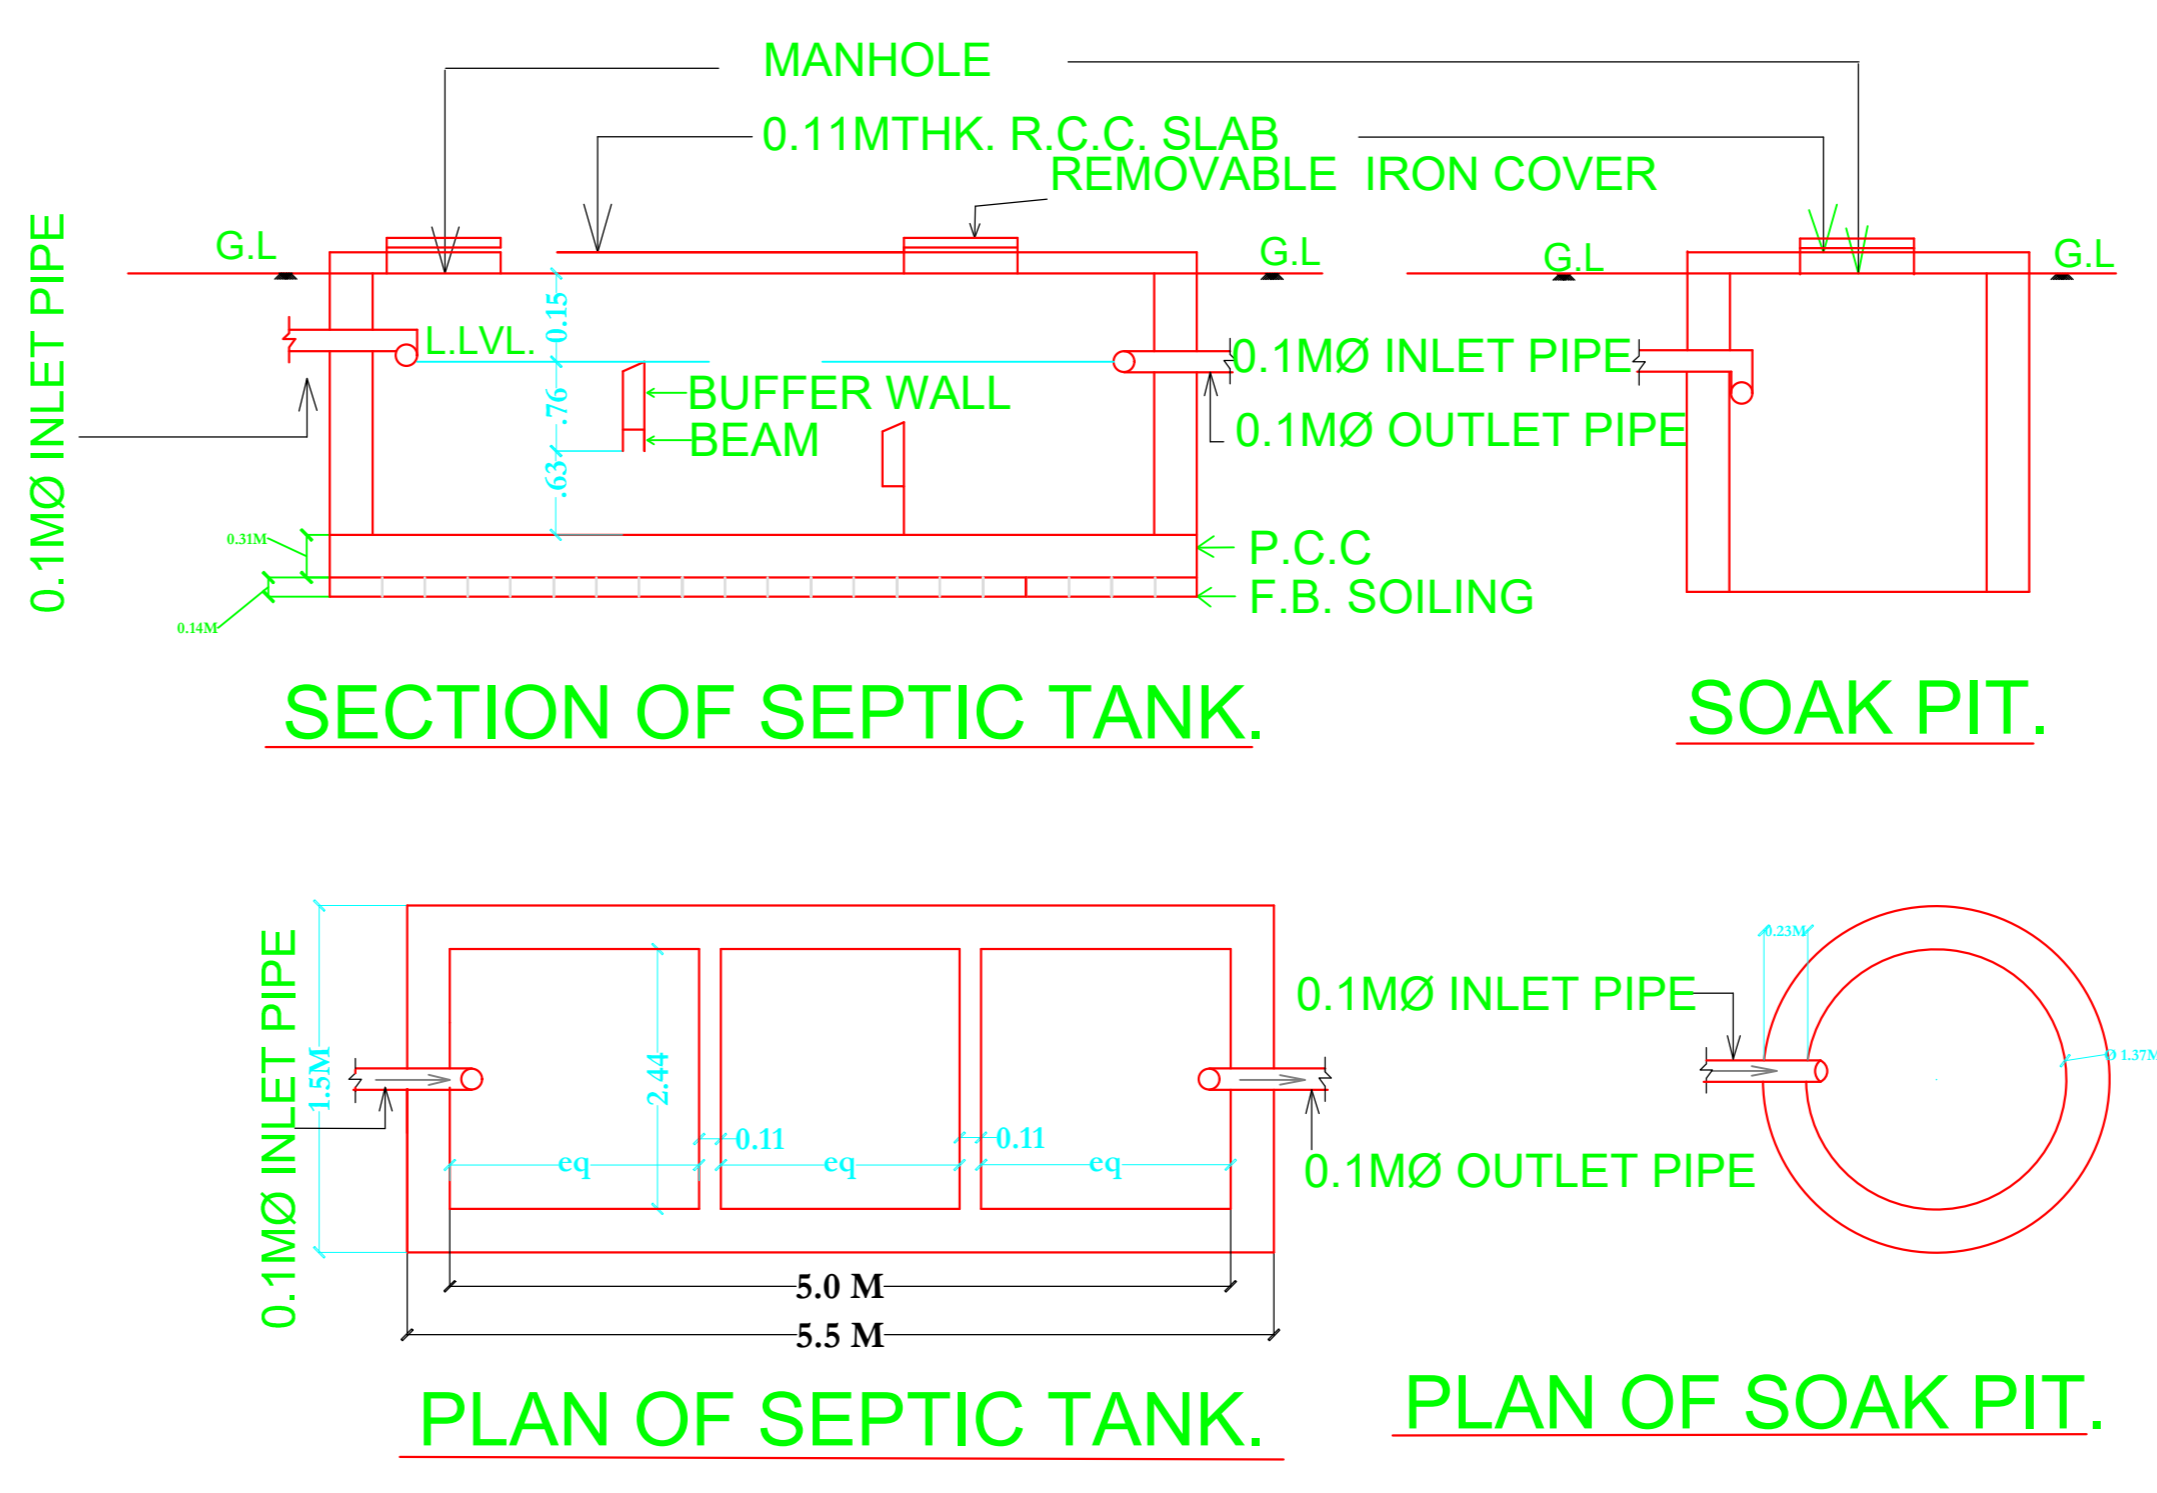 MANHOLE
0.11MTHK. R.C.C. SLAB
REMOVABLE IRON COVER
G.L
G.L
G.L
G.L
0.1MØ INLET PIPE
0.15
L.LVL.
0.1MØ INLET PIPE
.76
BUFFER WALL
0.1MØ OUTLET PIPE
BEAM
.63
0.31M
P.C.C
F.B. SOILING
0.14M
SECTION OF SEPTIC TANK.
SOAK PIT.
0.1MØ INLET PIPE
1.5M
2.44
0.11
0.11
eq
eq
eq
5.0 M
5.5 M
0.23M
0.1MØ INLET PIPE
Ø 1.37M
0.1MØ OUTLET PIPE
PLAN OF SEPTIC TANK.
PLAN OF SOAK PIT.